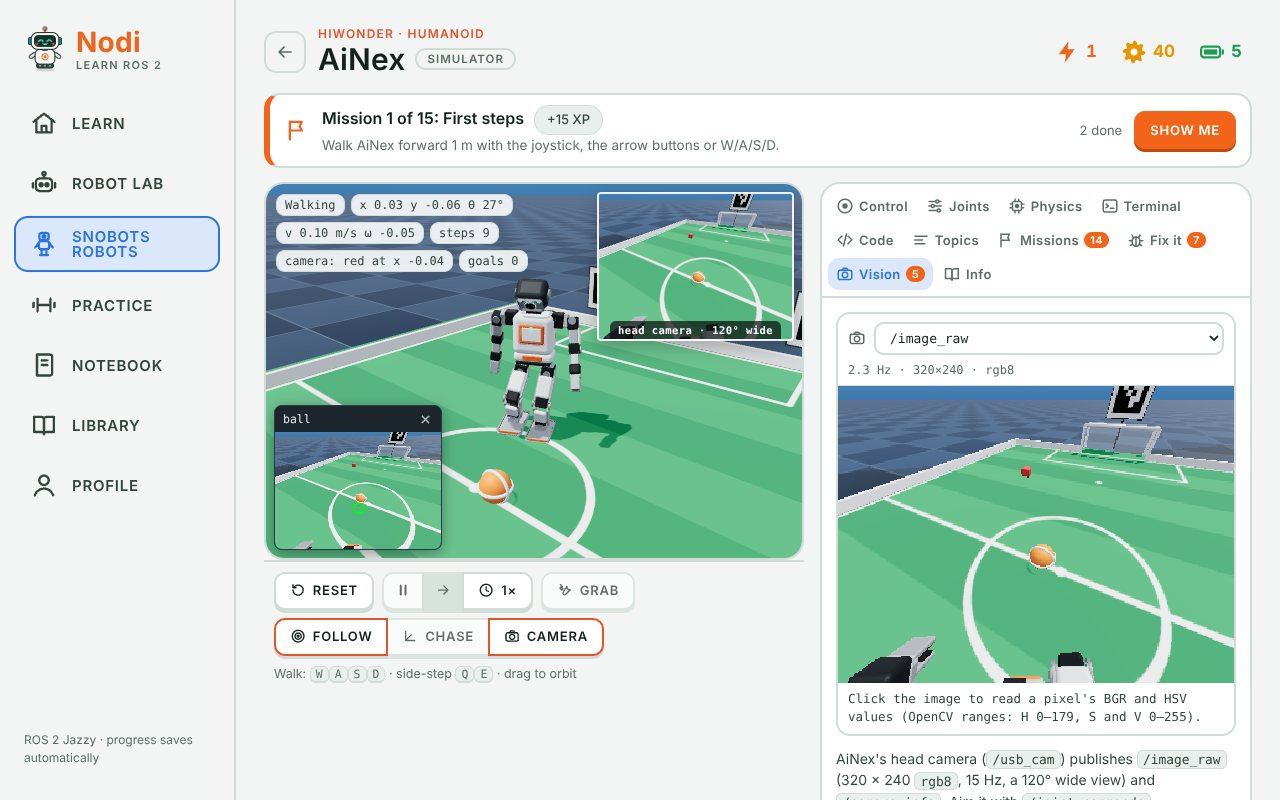 Nodi
LEARN ROS 2
LEARN
ROBOT LAB
SNOBOTS
ROBOTS
PRACTICE
NOTEBOOK
LIBRARY
PROFILE
ROS 2 Jazzy · progress saves
automatically
HIWONDER · HUMANOID
AiNex SIMULATOR
1 40 5
Mission 1 of 15: First steps +15 XP
Walk AiNex forward 1 m with the joystick, the arrow buttons or W/A/S/D.
2 done SHOW ME
Walking x 0.03 y -0.06 θ 27°
v 0.10 m/s ω -0.05 steps 9
camera: red at x -0.04 goals 0
head camera · 120° wide
ball ×
RESET 1× GRAB
FOLLOW CHASE CAMERA
Walk: W A S D · side-step Q E · drag to orbit
Control Joints Physics Terminal
Code Topics Missions 14 Fix it 7
Vision 5 Info
/image_raw
2.3 Hz · 320×240 · rgb8
Click the image to read a pixel's BGR and HSV
values (OpenCV ranges: H 0–179, S and V 0–255).
AiNex's head camera ( /usb_cam ) publishes /image_raw
(320 × 240 rgb8 , 15 Hz, a 120° wide view) and